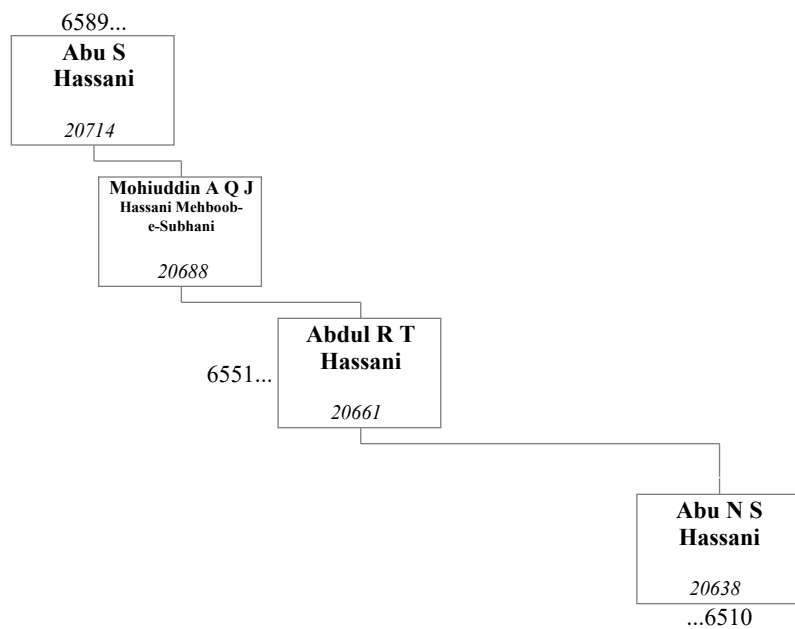 6589...
Abu S
Hassani
20714
Mohiuddin A Q J
Hassani Mehboob-
e-Subhani
20688
Abdul R T
Hassani
6551...
20661
Abu N S
Hassani
20638
...6510